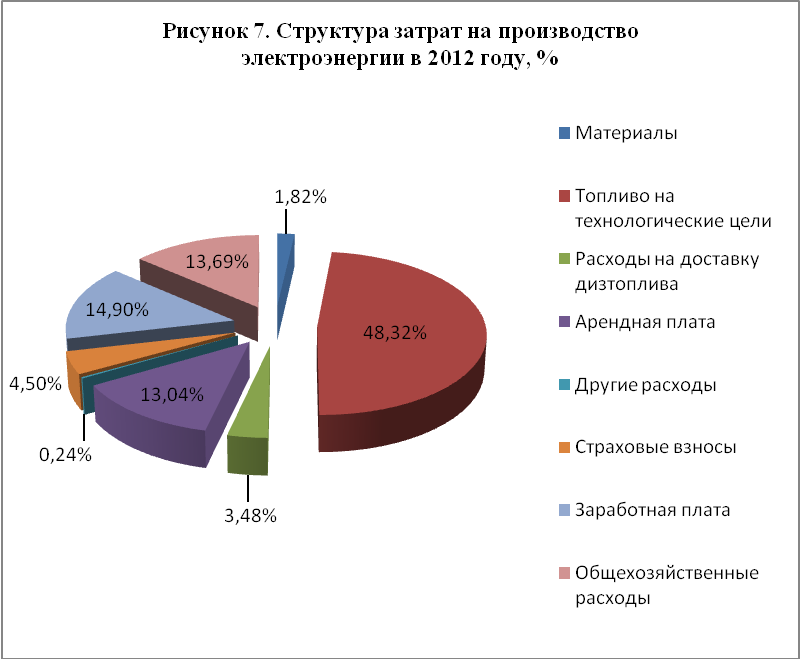 Рисунок 7. Структура затрат на производство
электроэнергии в 2012 году, %
Материалы
1,82%
Топливо на
технологические цели
Расходы на доставку
дизтоплива
13,69%
14,90%
Арендная плата
48,32%
4,50%
13,04%
Другие расходы
0,24%
Страховые взносы
3,48%
Заработная плата
Общехозяйственные
расходы